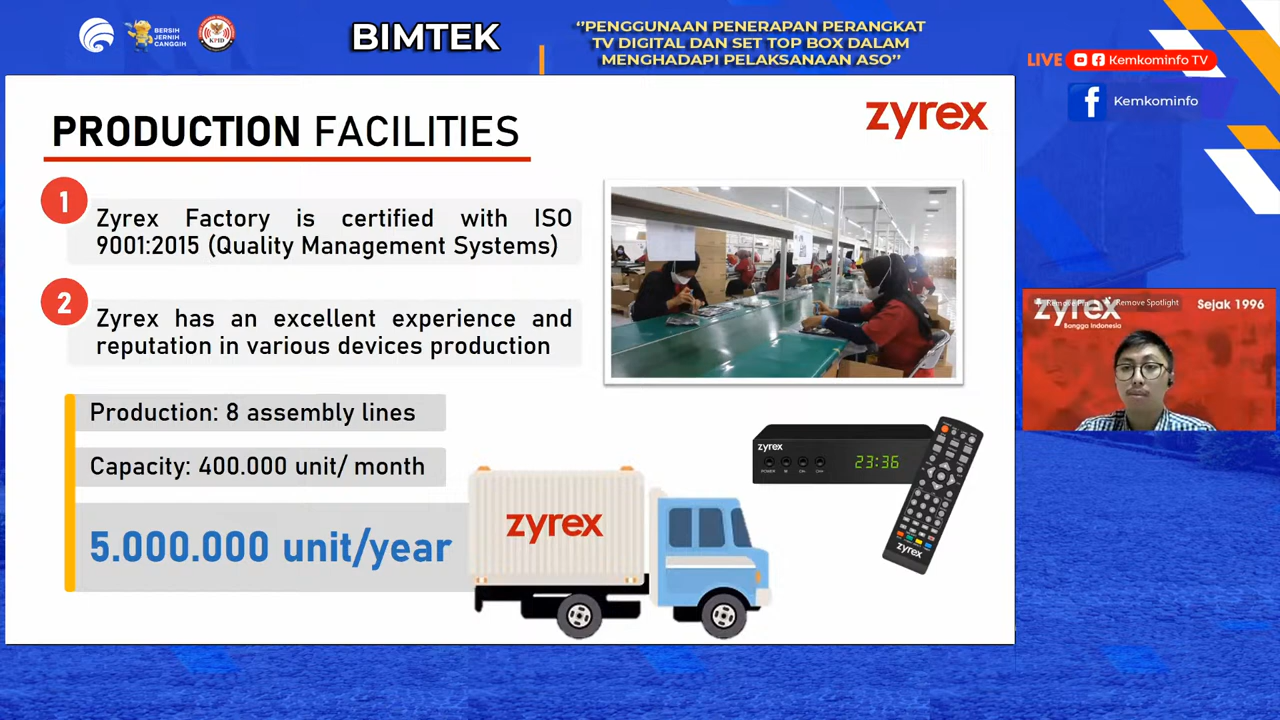 BERSIH
JERNIH
CANGGIH
KPID
BIMTEK
“PENGGUNAAN PENERAPAN PERANGKAT
TV DIGITAL DAN SET TOP BOX DALAM
MENGHADAPI PELAKSANAAN ASO”
LIVE Kemkominfo TV
Kemkominfo
PRODUCTION FACILITIES
zyrex
1
Zyrex Factory is certified with ISO
9001:2015 (Quality Management Systems)
2
Zyrex has an excellent experience and
reputation in various devices production
Production: 8 assembly lines
Capacity: 400.000 unit/ month
5.000.000 unit/year
zyrex
zyrex
23:36
POWER
zyrex
Remove Spotlight
zyrex
Bangga Indonesia
Sejak 1996